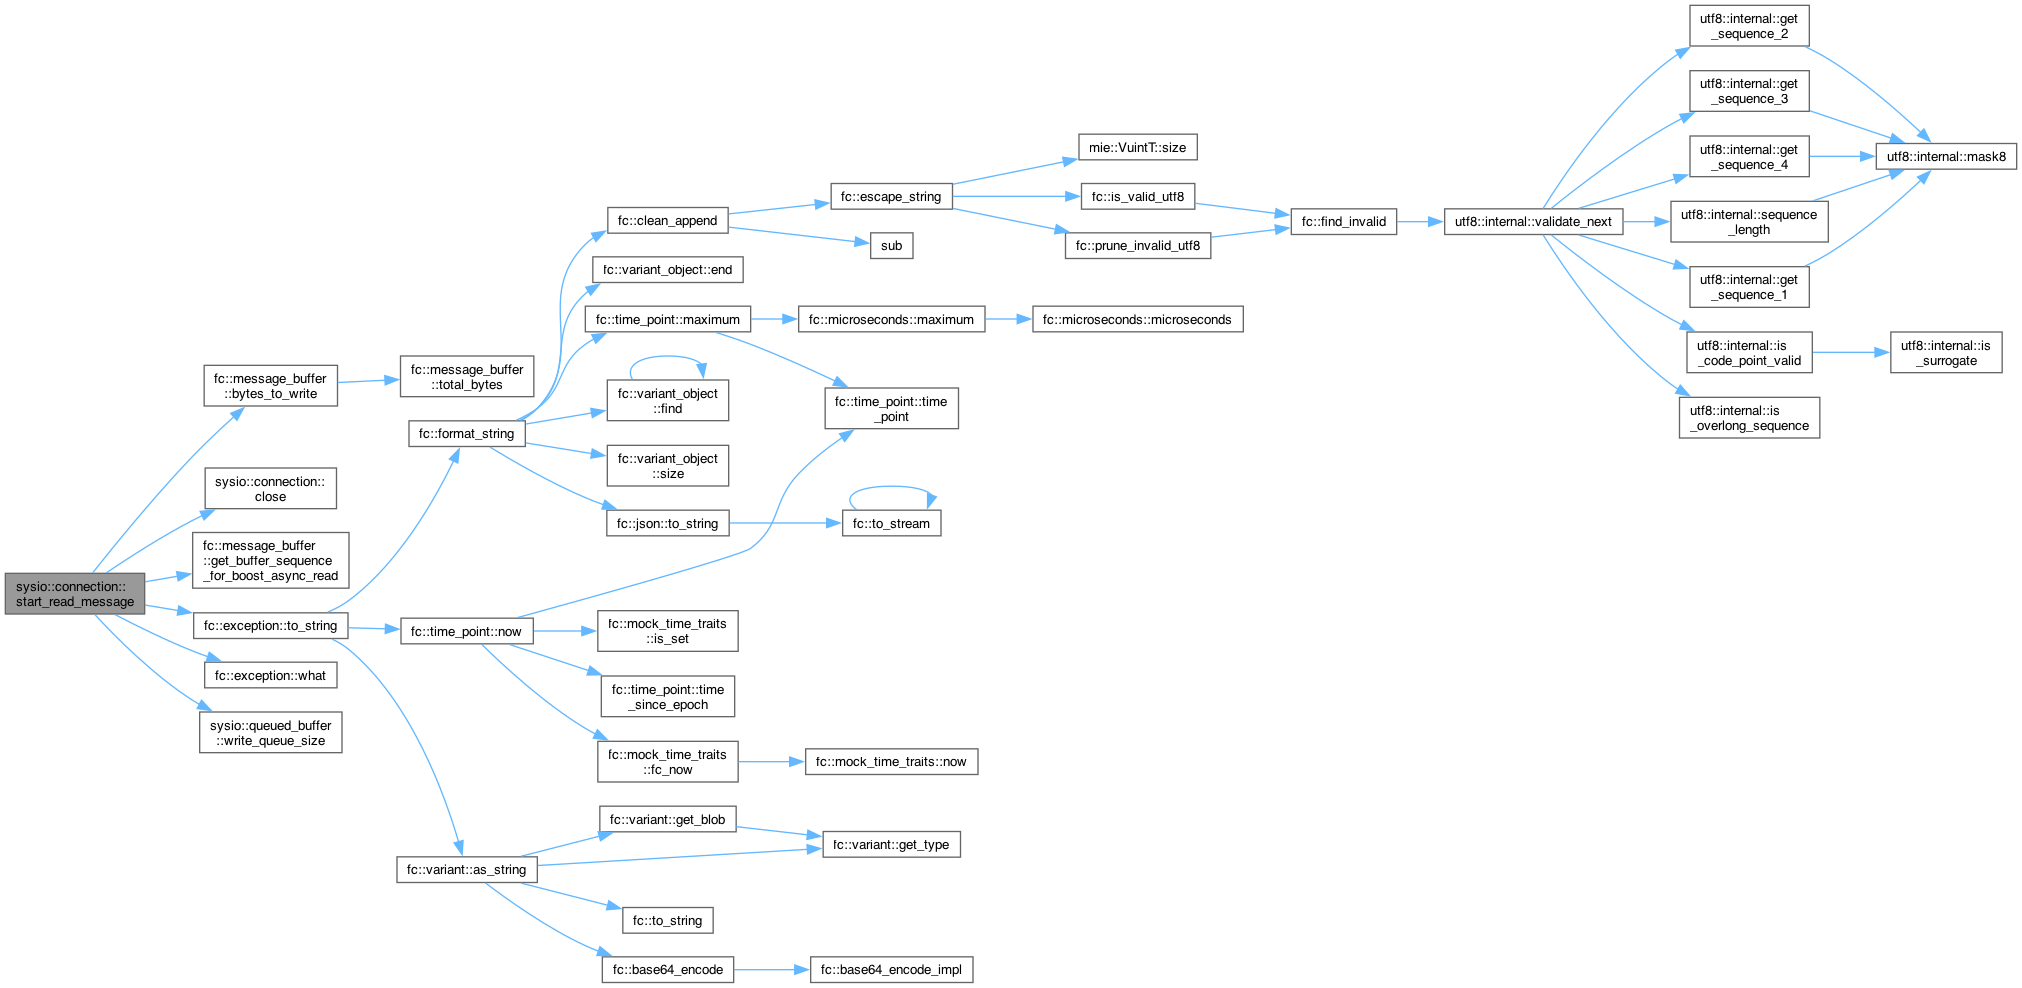 sysio::connection::
start_read_message
fc::message_buffer
::bytes_to_write
fc::message_buffer
::total_bytes
sysio::connection::
close
fc::message_buffer
::get_buffer_sequence
_for_boost_async_read
fc::exception::to_string
fc::exception::what
sysio::queued_buffer
::write_queue_size
fc::format_string
fc::time_point::now
fc::variant::as_string
fc::clean_append
fc::variant_object::end
fc::time_point::maximum
fc::variant_object
::find
fc::variant_object
::size
fc::json::to_string
fc::mock_time_traits
::is_set
fc::time_point::time
_since_epoch
fc::mock_time_traits
::fc_now
fc::variant::get_blob
fc::to_string
fc::base64_encode
fc::escape_string
sub
fc::microseconds::maximum
fc::time_point::time
_point
fc::to_stream
fc::mock_time_traits::now
fc::variant::get_type
fc::base64_encode_impl
mie::VuintT::size
fc::is_valid_utf8
fc::prune_invalid_utf8
fc::microseconds::microseconds
fc::find_invalid
utf8::internal::validate_next
utf8::internal::get
_sequence_2
utf8::internal::get
_sequence_3
utf8::internal::get
_sequence_4
utf8::internal::sequence
_length
utf8::internal::get
_sequence_1
utf8::internal::is
_code_point_valid
utf8::internal::is
_overlong_sequence
utf8::internal::mask8
utf8::internal::is
_surrogate